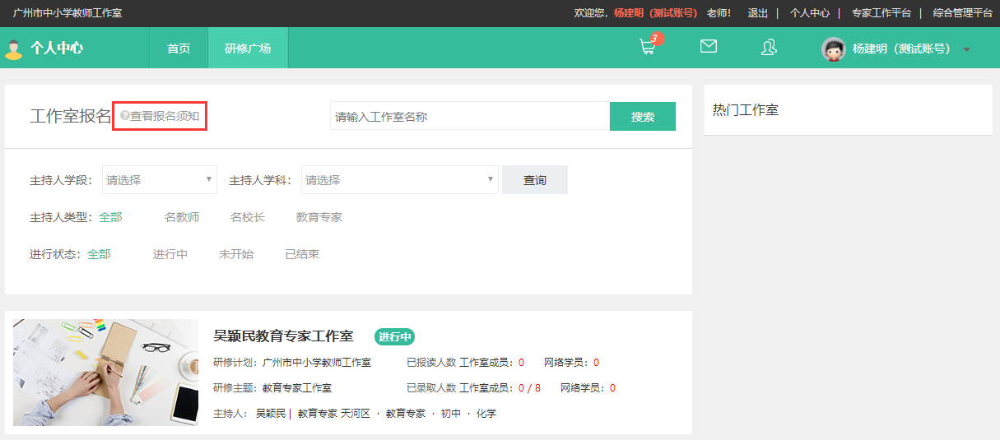 广州市中小学教师工作室 欢迎您，杨建明（测试账号） 老师！ 退出 | 个人中心 | 专家工作平台 | 综合管理平台
个人中心 首页 研修广场 3 杨建明（测试账号）
工作室报名 ?查看报名须知 请输入工作室名称 搜索 热门工作室
主持人学段： 请选择 主持人学科： 请选择 查询
主持人类型：全部 名教师 名校长 教育专家
进行状态：全部 进行中 未开始 已结束
吴颖民教育专家工作室 进行中
研修计划：广州市中小学教师工作室 已报读人数 工作室成员：0 网络学员：0
研修主题：教育专家工作室 已录取人数 工作室成员：0 / 8 网络学员：0
主持人： 吴颖民 | 教育专家 天河区 · 教育专家 · 初中 · 化学